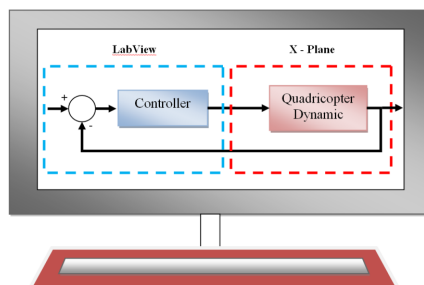 LabView
X - Plane
+
Controller
Quadricopter
Dynamic
-